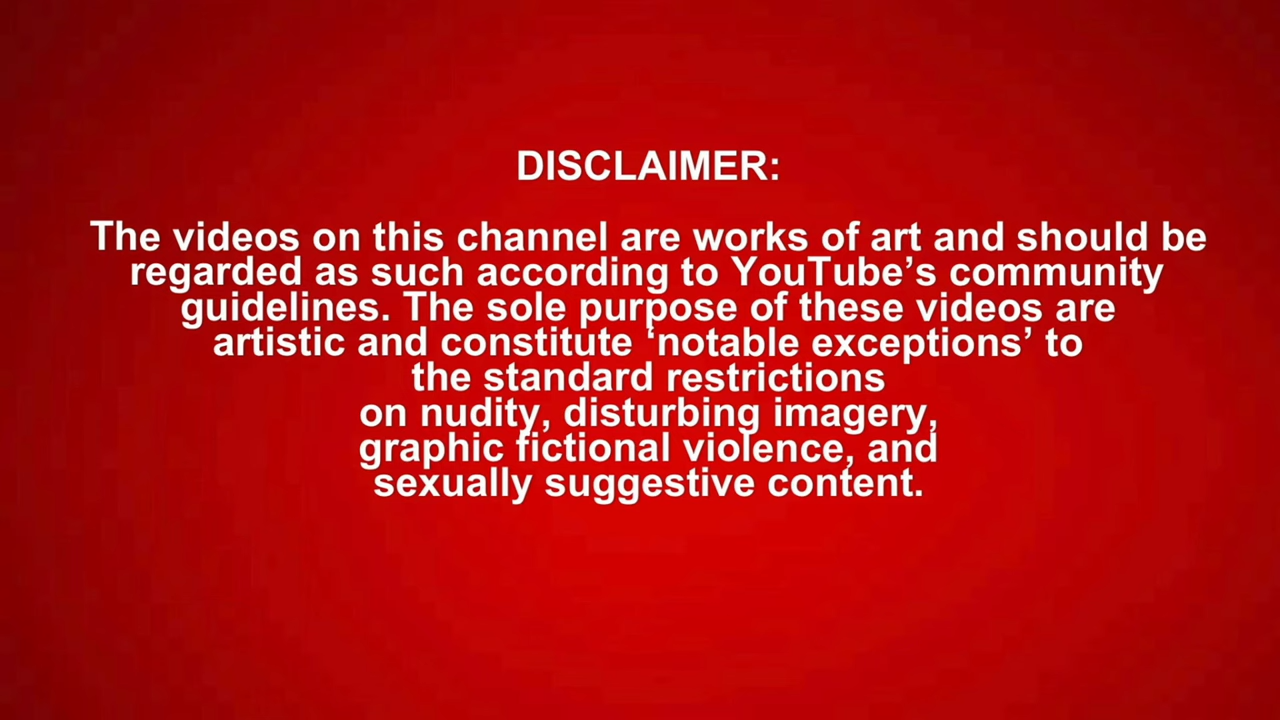 DISCLAIMER:
The videos on this channel are works of art and should be
regarded as such according to YouTube’s community
guidelines. The sole purpose of these videos are
artistic and constitute ‘notable exceptions’ to
the standard restrictions
on nudity, disturbing imagery,
graphic fictional violence, and
sexually suggestive content.